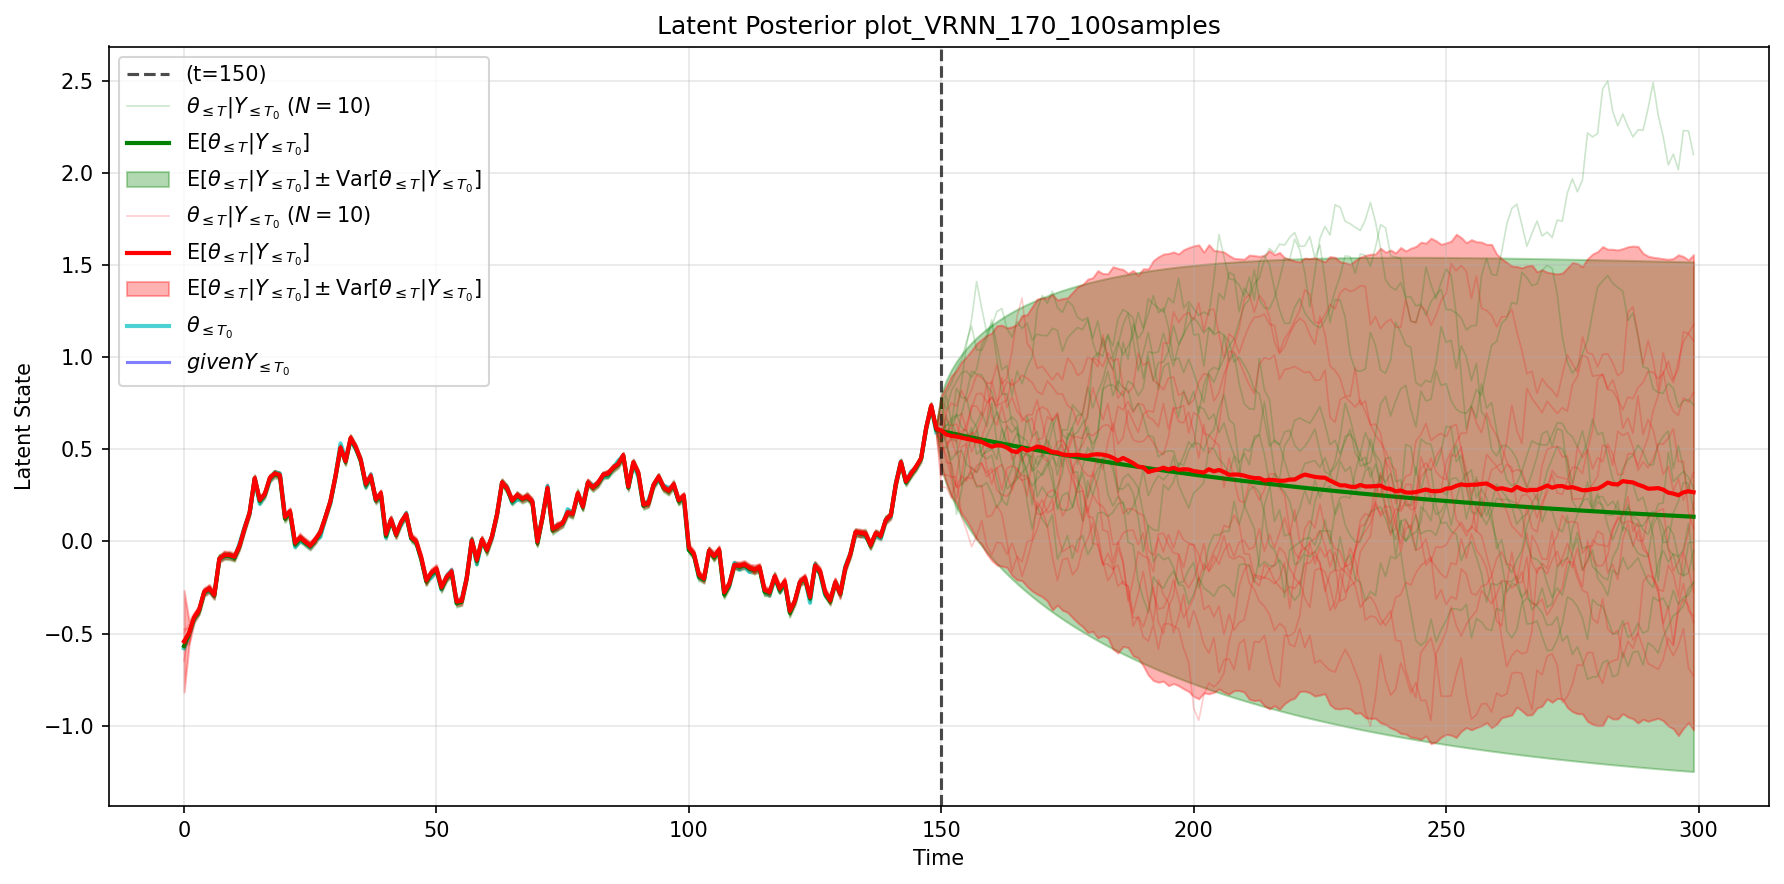 Latent Posterior plot_VRNN_170_100samples
(t=150)
θ≤T|Y≤T₀ (N = 10)
E[θ≤T|Y≤T₀]
E[θ≤T|Y≤T₀] ± Var[θ≤T|Y≤T₀]
θ≤T|Y≤T₀ (N = 10)
E[θ≤T|Y≤T₀]
E[θ≤T|Y≤T₀] ± Var[θ≤T|Y≤T₀]
θ≤T₀
givenY≤T₀
Latent State
2.5
2.0
1.5
1.0
0.5
0.0
−0.5
−1.0
0 50 100 150 200 250 300
Time